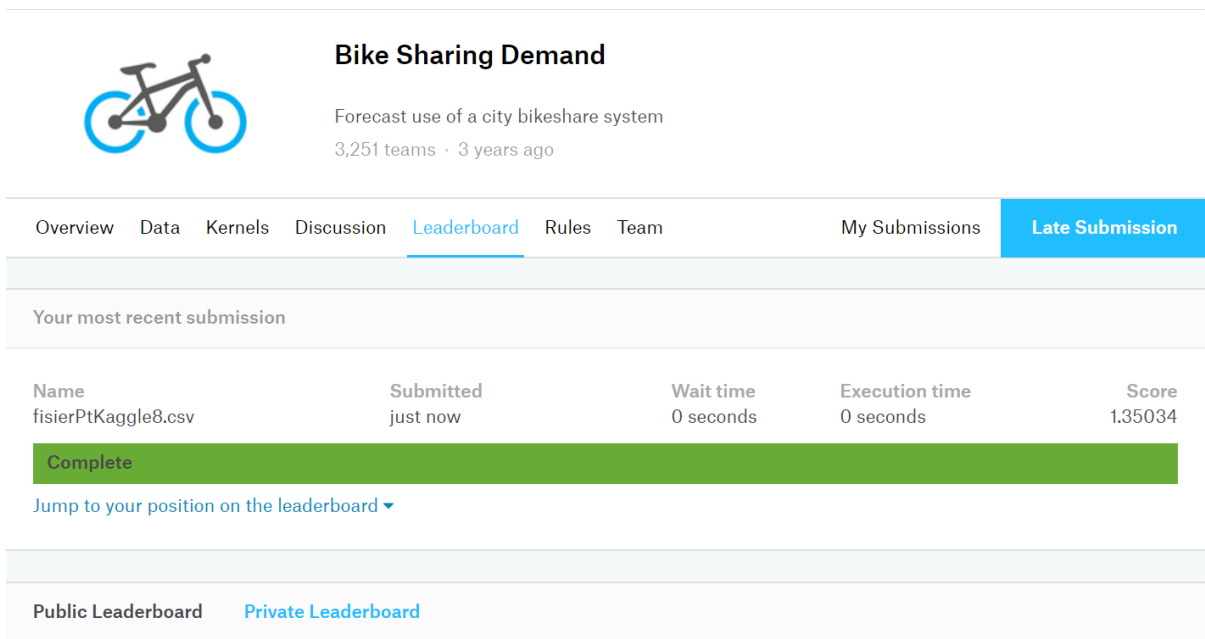 Bike Sharing Demand
Forecast use of a city bikeshare system
3,251 teams · 3 years ago
Overview Data Kernels Discussion Leaderboard Rules Team My Submissions Late Submission
Your most recent submission
Name Submitted Wait time Execution time Score
fisierPtKaggle8.csv just now 0 seconds 0 seconds 1.35034
Complete
Jump to your position on the leaderboard
Public Leaderboard Private Leaderboard